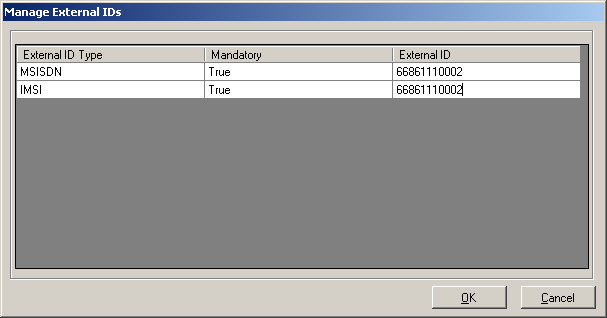 Manage External IDs
External ID Type Mandatory External ID
MSISDN True 66861110002
IMSI True 66861110002
OK Cancel